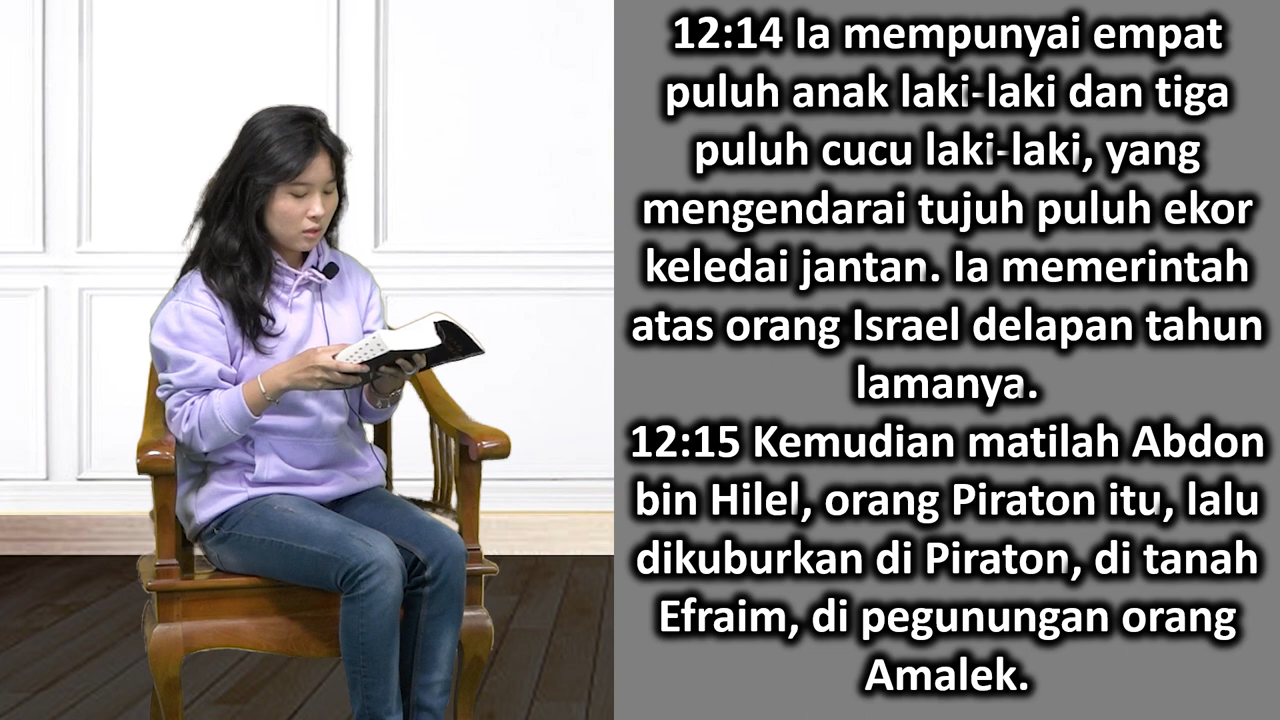 12:14 Ia mempunyai empat
puluh anak laki-laki dan tiga
puluh cucu laki-laki, yang
mengendarai tujuh puluh ekor
keledai jantan. Ia memerintah
atas orang Israel delapan tahun
lamanya.
12:15 Kemudian matilah Abdon
bin Hilel, orang Piraton itu, lalu
dikuburkan di Piraton, di tanah
Efraim, di pegunungan orang
Amalek.